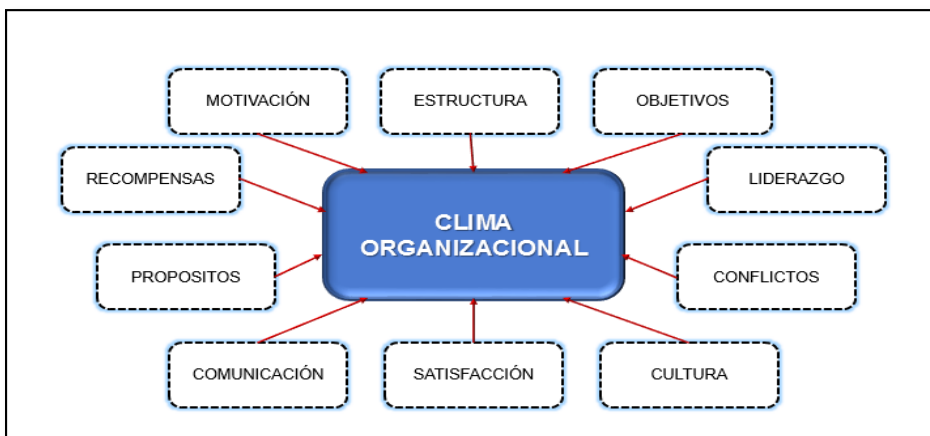 MOTIVACIÓN
ESTRUCTURA
OBJETIVOS
RECOMPENSAS
LIDERAZGO
CLIMA
ORGANIZACIONAL
PROPOSITOS
CONFLICTOS
COMUNICACIÓN
SATISFACCIÓN
CULTURA